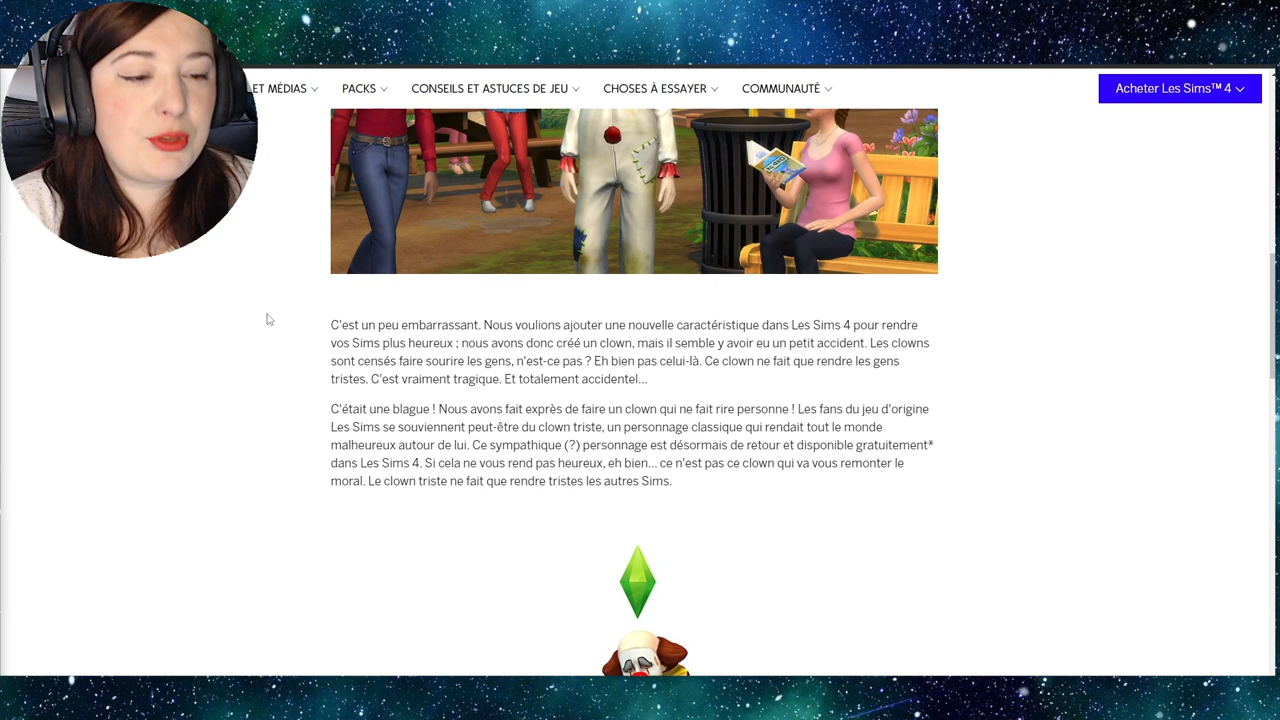 ET MÉDIAS
PACKS
CONSEILS ET ASTUCES DE JEU
CHOSES À ESSAYER
COMMUNAUTÉ
Acheter Les Sims™ 4
C'est un peu embarrassant. Nous voulions ajouter une nouvelle caractéristique dans Les Sims 4 pour rendre
vos Sims plus heureux ; nous avons donc créé un clown, mais il semble y avoir eu un petit accident. Les clowns
sont censés faire sourire les gens, n'est-ce pas ? Eh bien pas celui-là. Ce clown ne fait que rendre les gens
tristes. C'est vraiment tragique. Et totalement accidentel...
C'était une blague ! Nous avons fait exprès de faire un clown qui ne fait rire personne ! Les fans du jeu d'origine
Les Sims se souviennent peut-être du clown triste, un personnage classique qui rendait tout le monde
malheureux autour de lui. Ce sympathique (?) personnage est désormais de retour et disponible gratuitement*
dans Les Sims 4. Si cela ne vous rend pas heureux, eh bien... ce n'est pas ce clown qui va vous remonter le
moral. Le clown triste ne fait que rendre tristes les autres Sims.